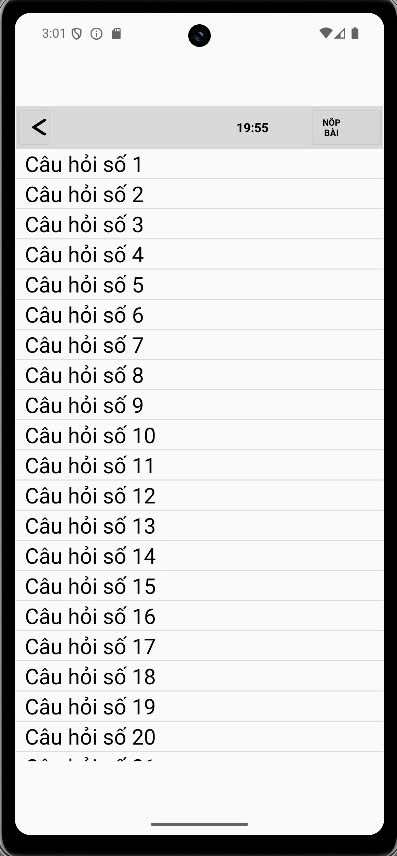 3:01
<
19:55
NỘP
BÀI
Câu hỏi số 1
Câu hỏi số 2
Câu hỏi số 3
Câu hỏi số 4
Câu hỏi số 5
Câu hỏi số 6
Câu hỏi số 7
Câu hỏi số 8
Câu hỏi số 9
Câu hỏi số 10
Câu hỏi số 11
Câu hỏi số 12
Câu hỏi số 13
Câu hỏi số 14
Câu hỏi số 15
Câu hỏi số 16
Câu hỏi số 17
Câu hỏi số 18
Câu hỏi số 19
Câu hỏi số 20